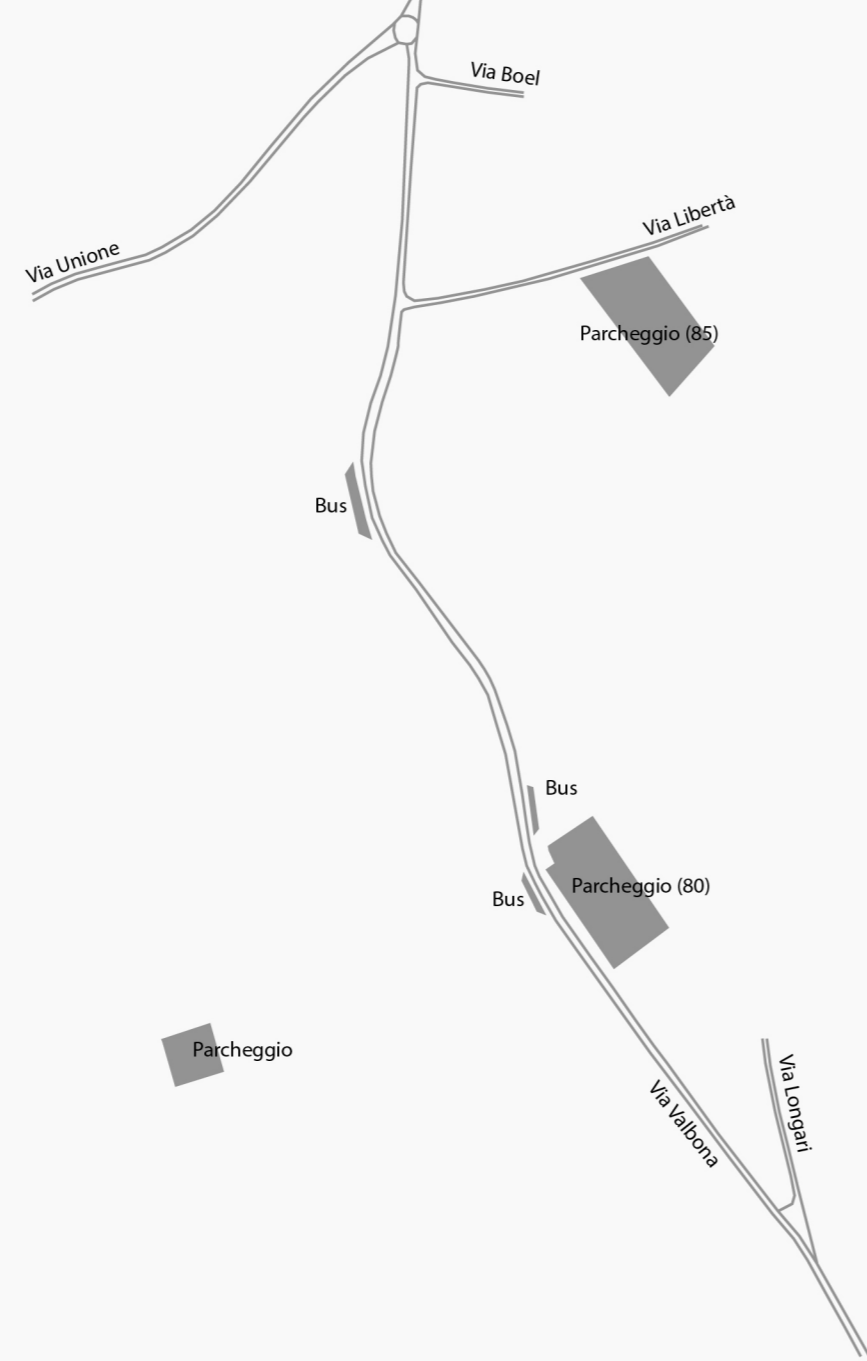 Via Boel
Via Libertà
Via Unione
Parcheggio (85)
Bus
Bus
Parcheggio (80)
Bus
Parcheggio
Via Longari
Via Valbona